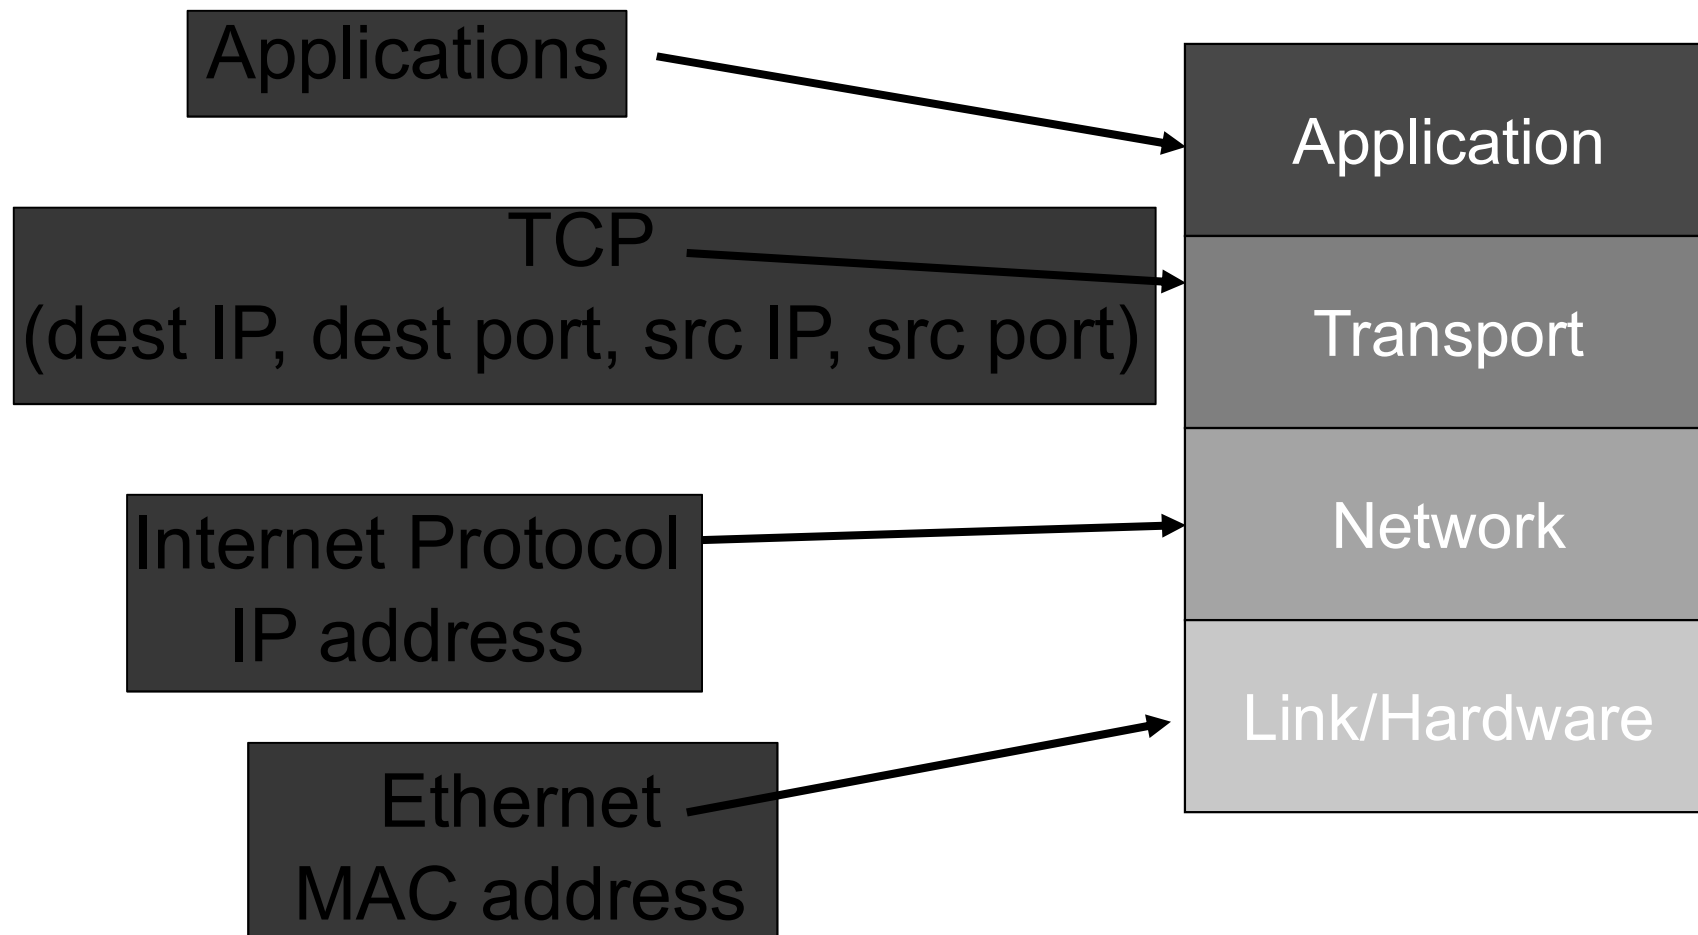 Applications
Application
TCP
(dest IP, dest port, src IP, src port)
Transport
Internet Protocol
IP address
Network
Link/Hardware
Ethernet
MAC address